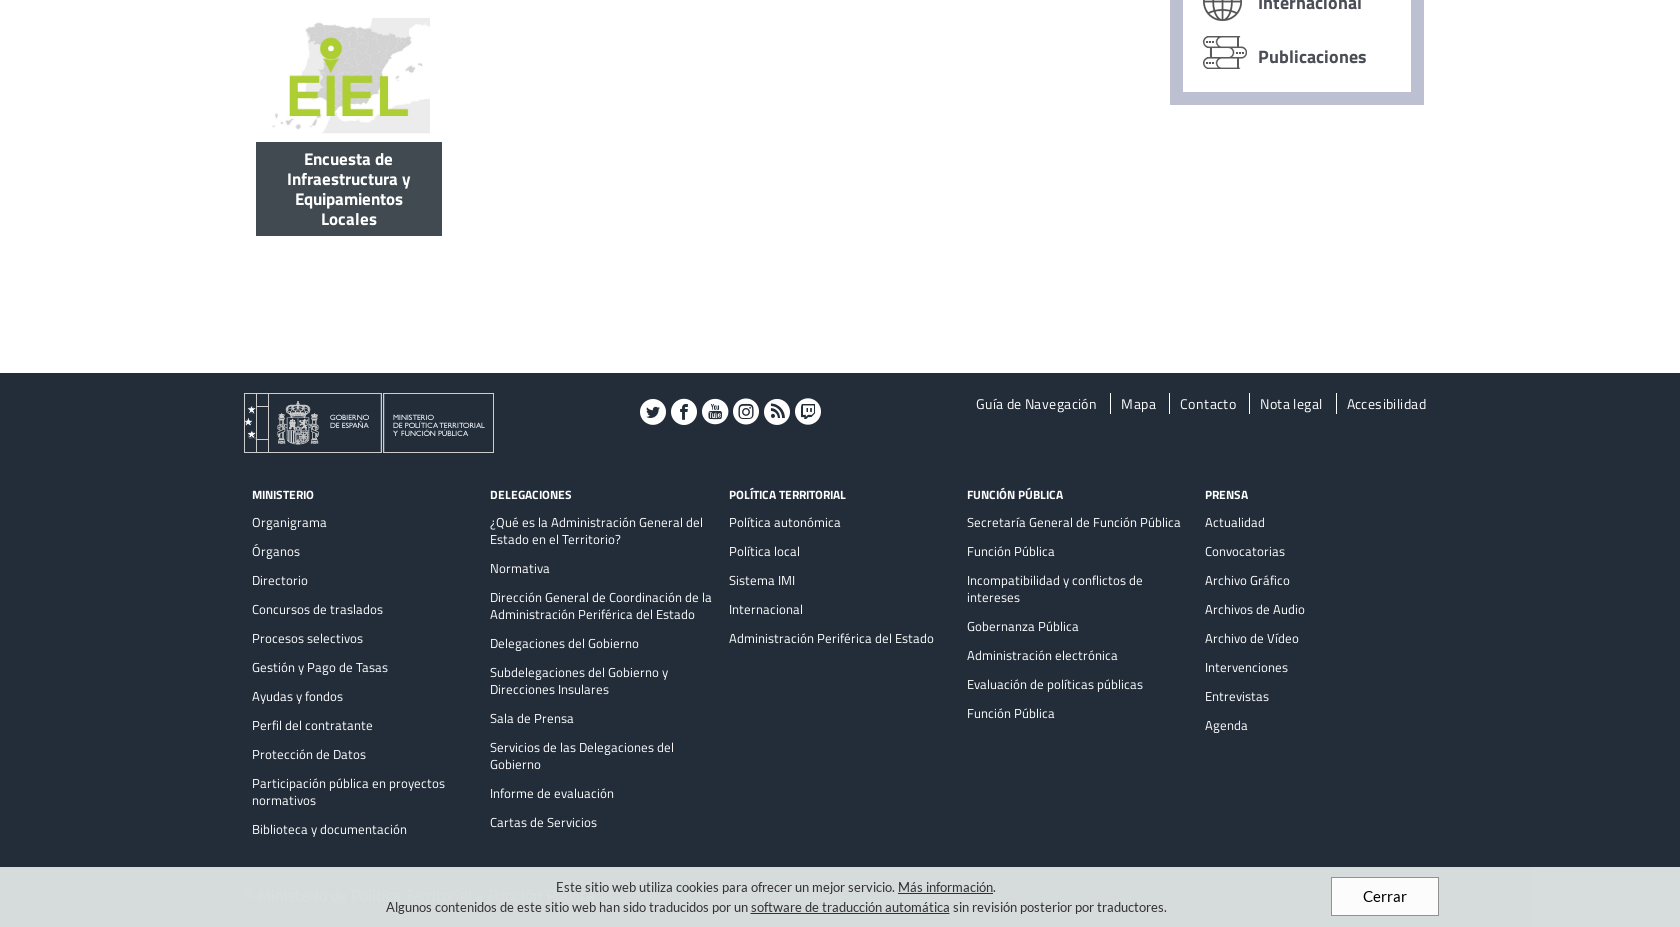 Internacional
Publicaciones
EIEL
Encuesta de
Infraestructura y
Equipamientos
Locales
GOBIERNO
DE ESPAÑA
MINISTERIO
DE POLÍTICA TERRITORIAL
Y FUNCIÓN PÚBLICA
You
Tube
Guía de Navegación
Mapa
Contacto
Nota legal
Accesibilidad
MINISTERIO
Organigrama
Órganos
Directorio
Concursos de traslados
Procesos selectivos
Gestión y Pago de Tasas
Ayudas y fondos
Perfil del contratante
Protección de Datos
Participación pública en proyectos
normativos
Biblioteca y documentación
DELEGACIONES
¿Qué es la Administración General del
Estado en el Territorio?
Normativa
Dirección General de Coordinación de la
Administración Periférica del Estado
Delegaciones del Gobierno
Subdelegaciones del Gobierno y
Direcciones Insulares
Sala de Prensa
Servicios de las Delegaciones del
Gobierno
Informe de evaluación
Cartas de Servicios
POLÍTICA TERRITORIAL
Política autonómica
Política local
Sistema IMI
Internacional
Administración Periférica del Estado
FUNCIÓN PÚBLICA
Secretaría General de Función Pública
Función Pública
Incompatibilidad y conflictos de
intereses
Gobernanza Pública
Administración electrónica
Evaluación de políticas públicas
Función Pública
PRENSA
Actualidad
Convocatorias
Archivo Gráfico
Archivos de Audio
Archivo de Vídeo
Intervenciones
Entrevistas
Agenda
Este sitio web utiliza cookies para ofrecer un mejor servicio. Más información.
Algunos contenidos de este sitio web han sido traducidos por un software de traducción automática sin revisión posterior por traductores.
Cerrar